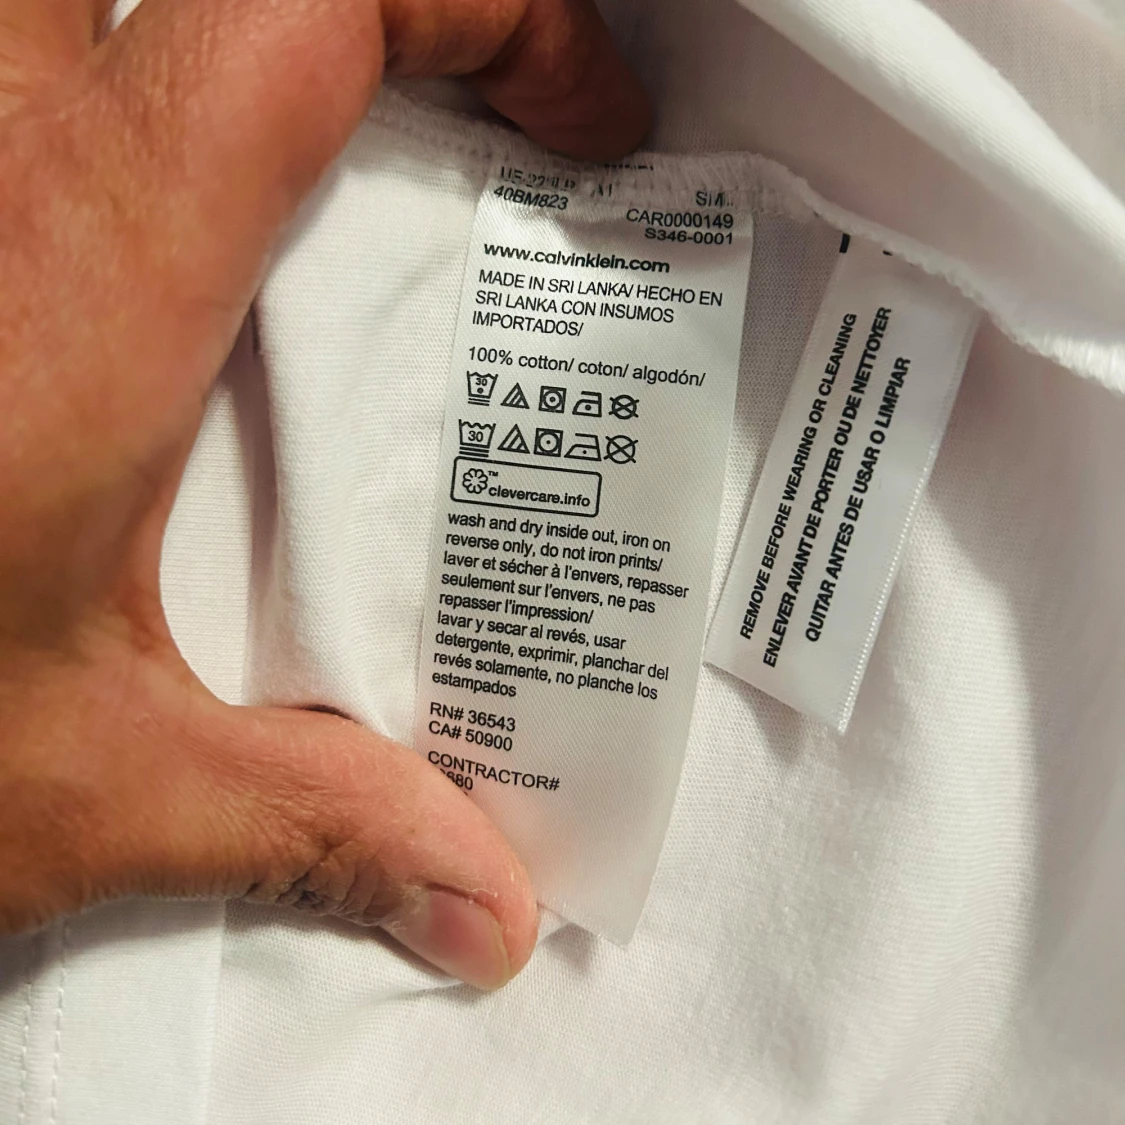 40BM823
CAR0000149
S346-0001
www.calvinklein.com
MADE IN SRI LANKA/ HECHO EN
SRI LANKA CON INSUMOS
IMPORTADOS/
100% cotton/ coton/ algodón/
30
30
™
clevercare.info
wash and dry inside out, iron on
reverse only, do not iron prints/
laver et sécher à l'envers, repasser
seulement sur l'envers, ne pas
repasser l'impression/
lavar y secar al revés, usar
detergente, exprimir, planchar del
revés solamente, no planche los
estampados
RN# 36543
CA# 50900
CONTRACTOR#
REMOVE BEFORE WEARING OR CLEANING
ENLEVER AVANT DE PORTER OU DE NETTOYER
QUITAR ANTES DE USAR O LIMPIAR